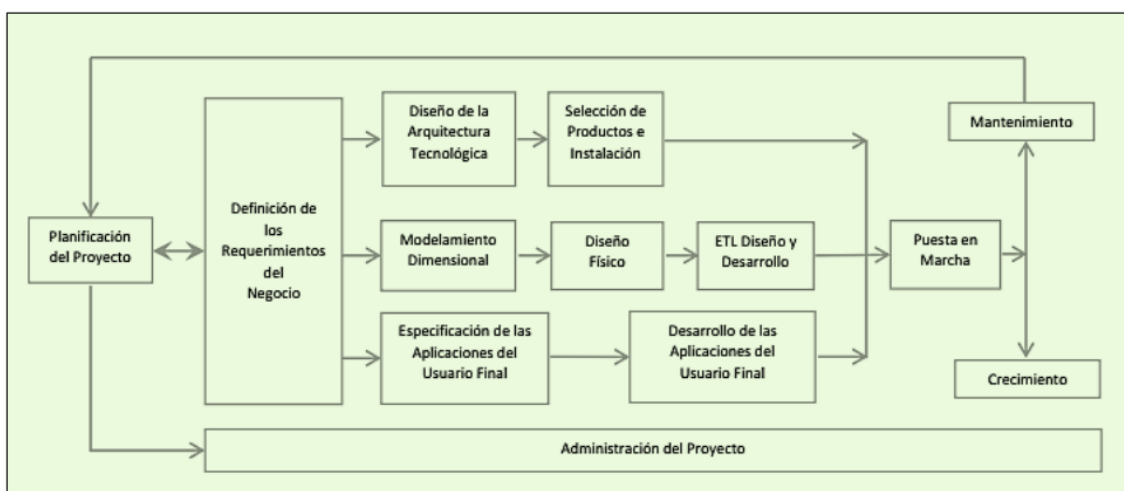 Planificación
del Proyecto
Definición de
los
Requerimientos
del
Negocio
Diseño de la
Arquitectura
Tecnológica
Selección de
Productos e
Instalación
Modelamiento
Dimensional
Diseño
Físico
ETL Diseño y
Desarrollo
Especificación de las
Aplicaciones del
Usuario Final
Desarrollo de las
Aplicaciones del
Usuario Final
Puesta en
Marcha
Mantenimiento
Crecimiento
Administración del Proyecto